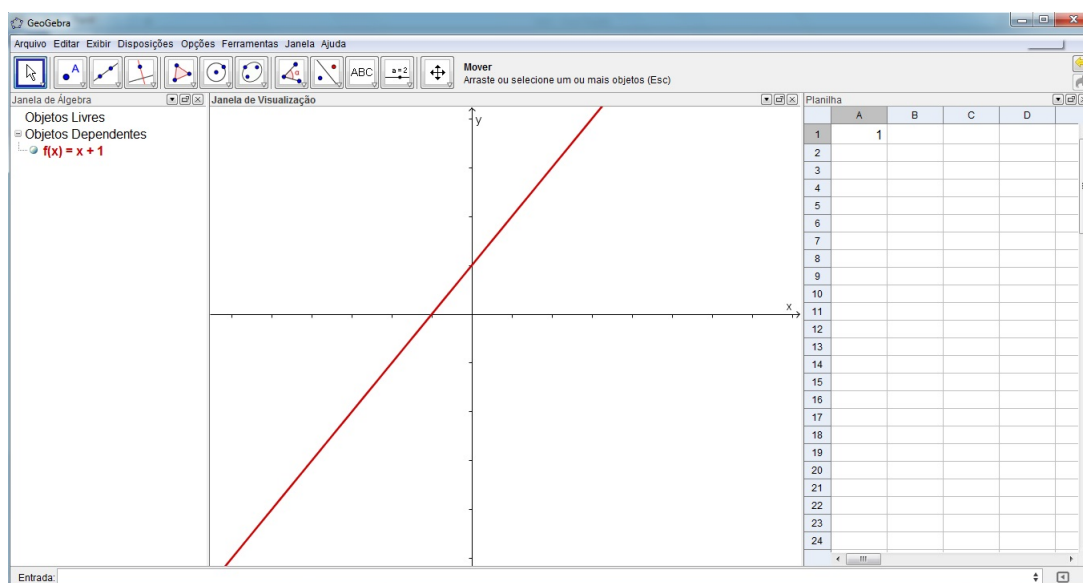 GeoGebra
Arquivo Editar Exibir Disposições Opções Ferramentas Janela Ajuda
A
α
ABC
a = 2
Mover
Arraste ou selecione um ou mais objetos (Esc)
Janela de Álgebra
Janela de Visualização
Planilha
Objetos Livres
Objetos Dependentes
f(x) = x + 1
y
x
A B C D
1 1
2
3
4
5
6
7
8
9
10
11
12
13
14
15
16
17
18
19
20
21
22
23
24
Entrada: